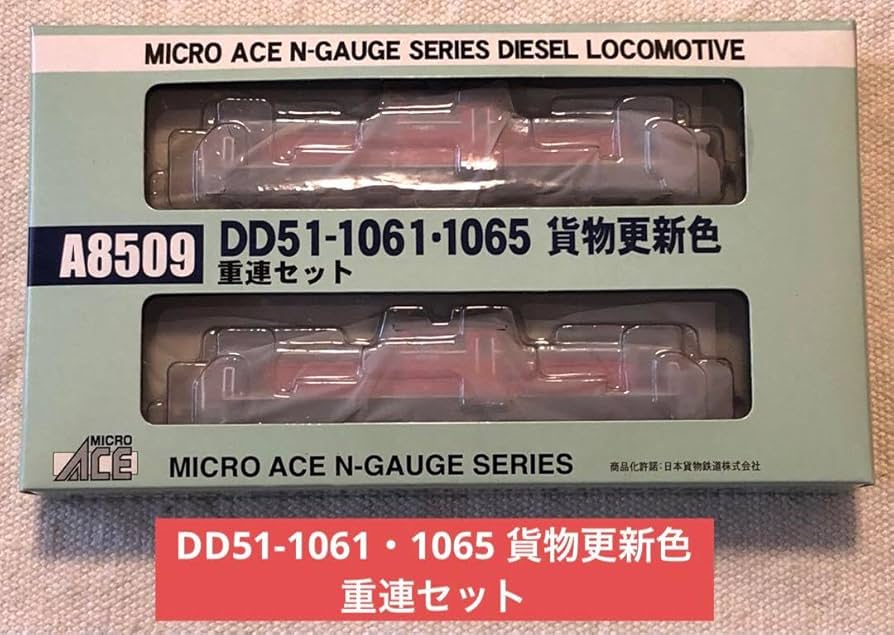 MICRO ACE N-GAUGE SERIES DIESEL LOCOMOTIVE
A8509
DD51-1061・1065 貨物更新色
重連セット
MICRO
ACE
MICRO ACE N-GAUGE SERIES
商品化許諾:日本貨物鉄道株式会社
DD51-1061・1065 貨物更新色
重連セット